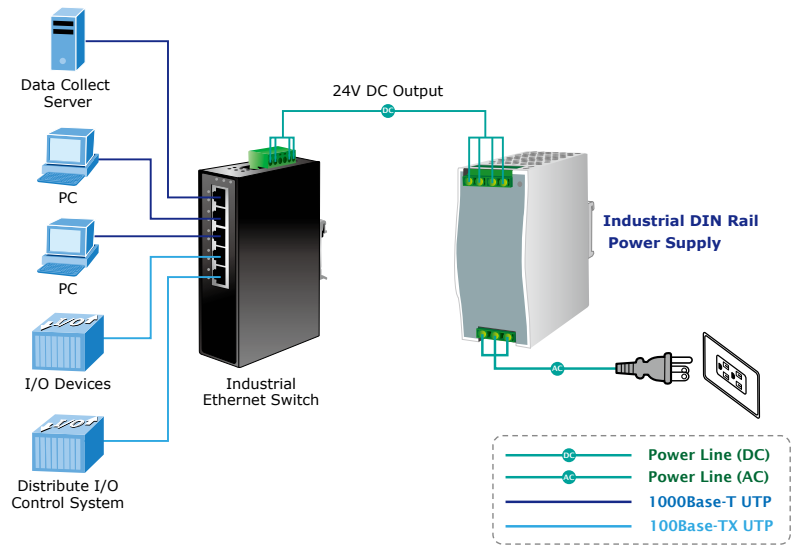 Data Collect
Server
24V DC Output
DC
PC
Industrial DIN Rail
Power Supply
PC
I/O
I/O Devices
AC
Industrial
Ethernet Switch
I/O
Distribute I/O
Control System
DC
Power Line (DC)
AC
Power Line (AC)
1000Base-T UTP
100Base-TX UTP